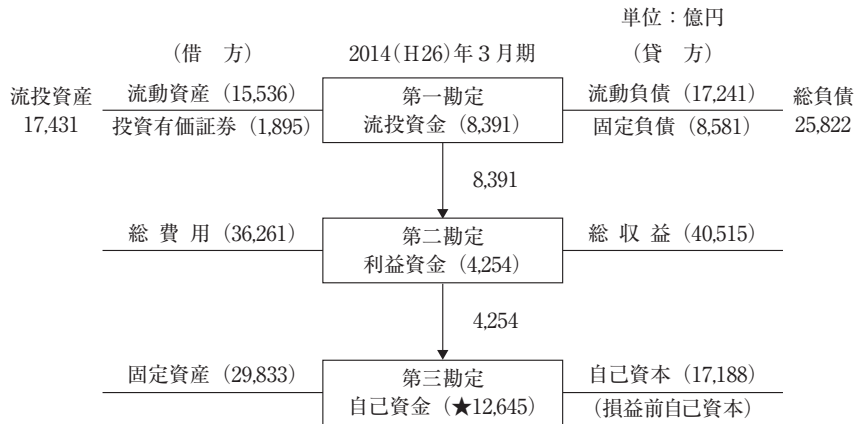 単位：億円
（借　方）　2014（H26）年３月期　（貸　方）
流投資産
17,431
流動資産（15,536）
投資有価証券（1,895）
第一勘定
流投資金（8,391）
流動負債（17,241）
固定負債（8,581）
総負債
25,822
8,391
総 費 用（36,261）
第二勘定
利益資金（4,254）
総 収 益（40,515）
4,254
固定資産（29,833）
第三勘定
自己資金（★12,645）
自己資本（17,188）
（損益前自己資本）